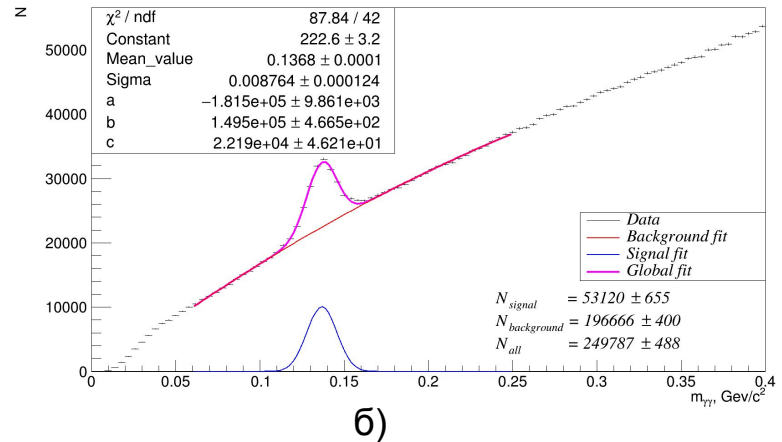 N
χ² / ndf 87.84 / 42
Constant 222.6 ± 3.2
Mean_value 0.1368 ± 0.0001
Sigma 0.008764 ± 0.000124
a −1.815e+05 ± 9.861e+03
b 1.495e+05 ± 4.665e+02
c 2.219e+04 ± 4.621e+01
50000
40000
30000
20000
10000
0
Data
Background fit
Signal fit
Global fit
N signal = 53120 ± 655
N background = 196666 ± 400
N all = 249787 ± 488
0 0.05 0.1 0.15 0.2 0.25 0.3 0.35 0.4
mγγ, Gev/c²
б)